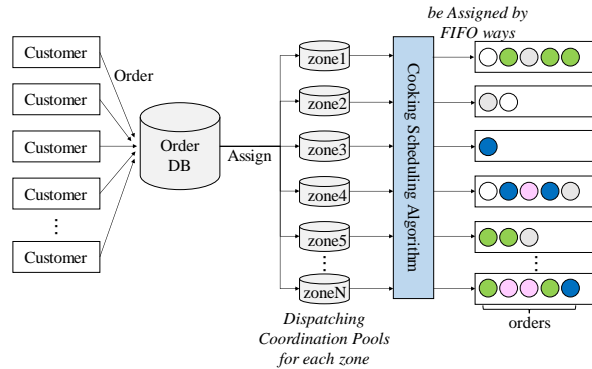 be Assigned by
FIFO ways
Customer
Customer
Customer
Customer
Customer
Order
Order
DB
Assign
zone1
zone2
zone3
zone4
zone5
zoneN
Dispatching
Coordination Pools
for each zone
Cooking Scheduling Algorithm
orders